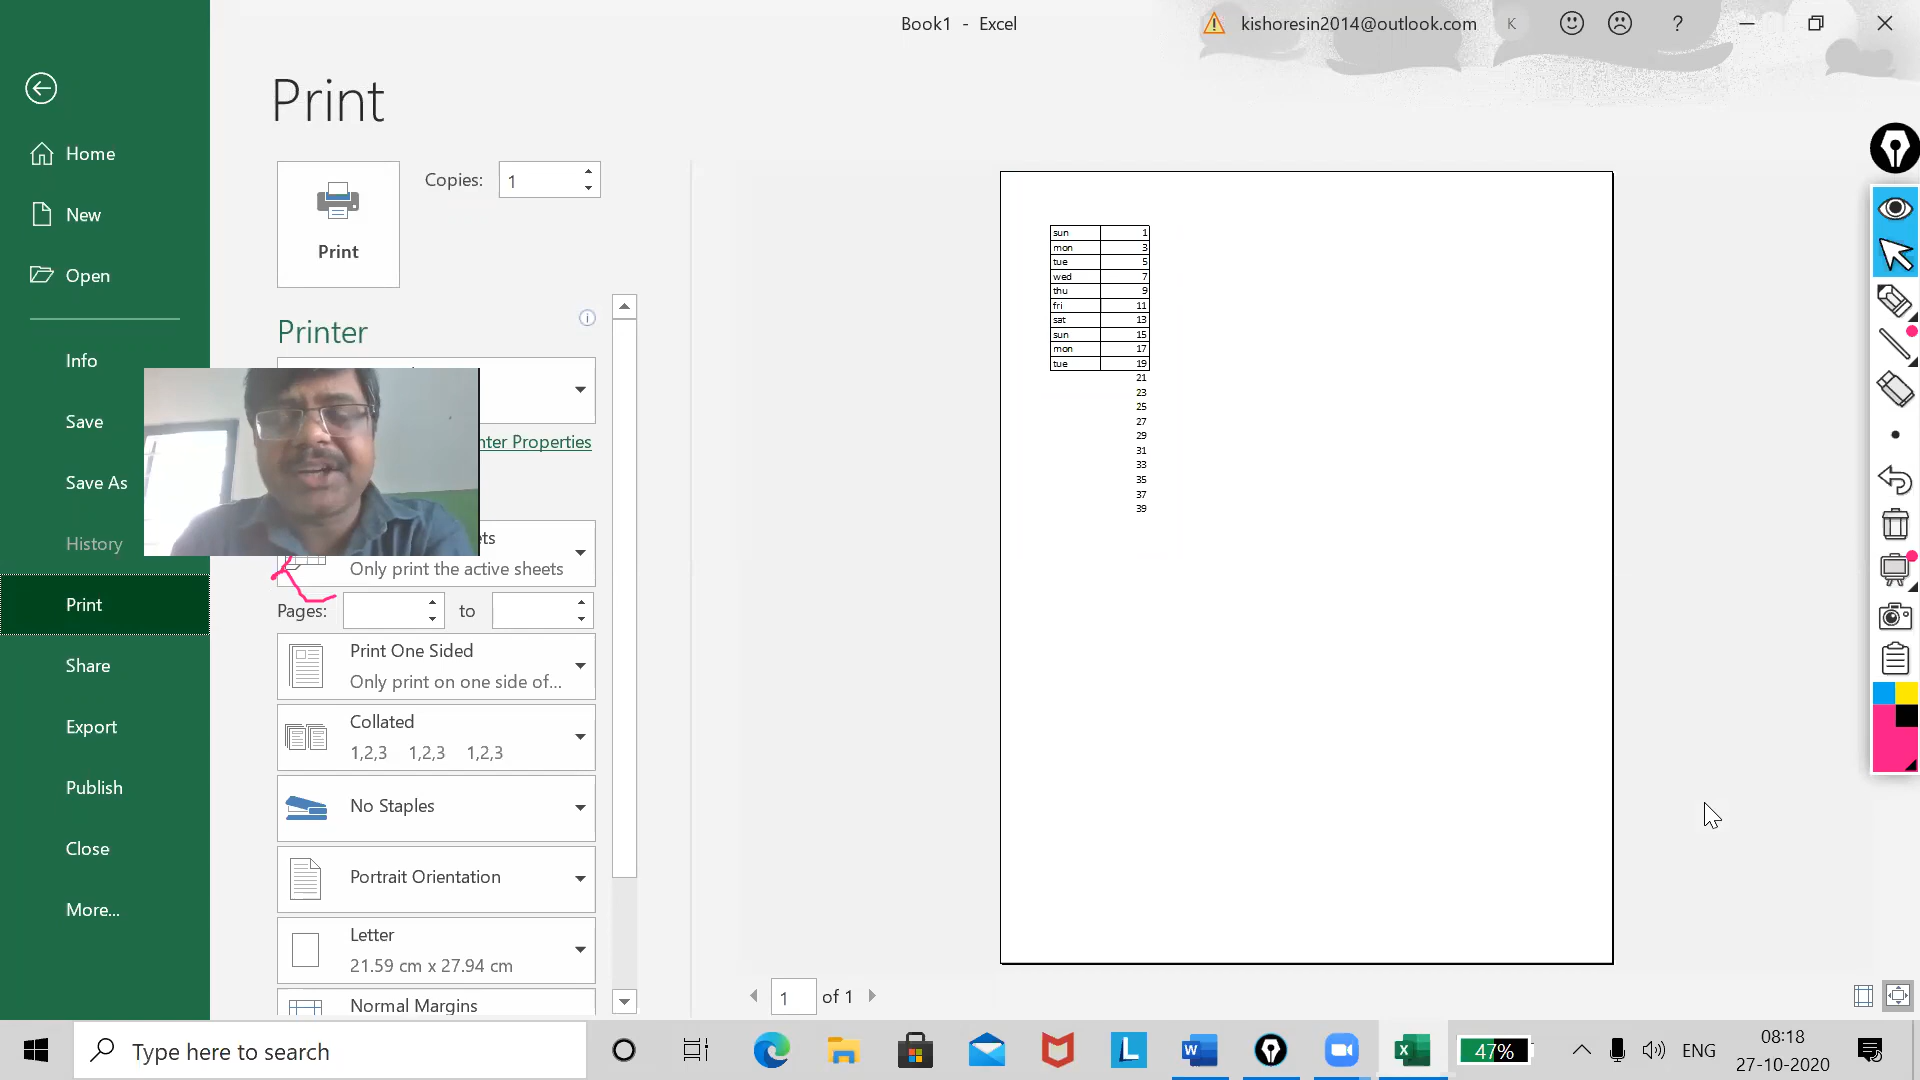 Book1 - Excel
kishoresin2014@outlook.com
K
?
Print
Home
New
Open
Info
Save
Save As
History
Print
Share
Export
Publish
Close
More...
Print
Copies: 1
Printer
nter Properties
ets
Only print the active sheets
Pages: to
Print One Sided
Only print on one side of...
Collated
1,2,3 1,2,3 1,2,3
No Staples
Portrait Orientation
Letter
21.59 cm x 27.94 cm
Normal Margins
sun 1
mon 3
tue 5
wed 7
thu 9
fri 11
sat 13
sun 15
mon 17
tue 19
21
23
25
27
29
31
33
35
37
39
1 of 1
Type here to search
L
W
X
47%
ENG
08:18
27-10-2020